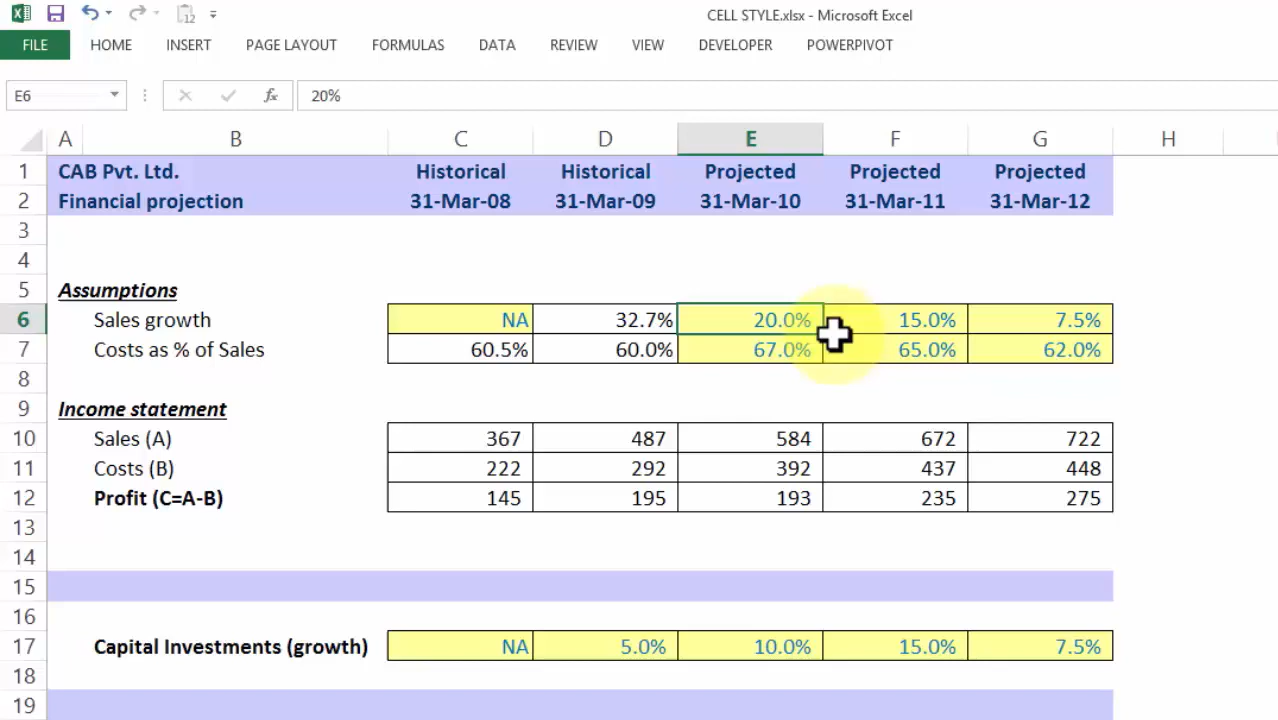 12
CELL STYLE.xlsx - Microsoft Excel
FILE HOME INSERT PAGE LAYOUT FORMULAS DATA REVIEW VIEW DEVELOPER POWERPIVOT
E6 fx 20%
A B C D E F G H
1 CAB Pvt. Ltd. Historical Historical Projected Projected Projected
2 Financial projection 31-Mar-08 31-Mar-09 31-Mar-10 31-Mar-11 31-Mar-12
3
4
5 Assumptions
6 Sales growth NA 32.7% 20.0% 15.0% 7.5%
7 Costs as % of Sales 60.5% 60.0% 67.0% 65.0% 62.0%
8
9 Income statement
10 Sales (A) 367 487 584 672 722
11 Costs (B) 222 292 392 437 448
12 Profit (C=A-B) 145 195 193 235 275
13
14
15
16
17 Capital Investments (growth) NA 5.0% 10.0% 15.0% 7.5%
18
19